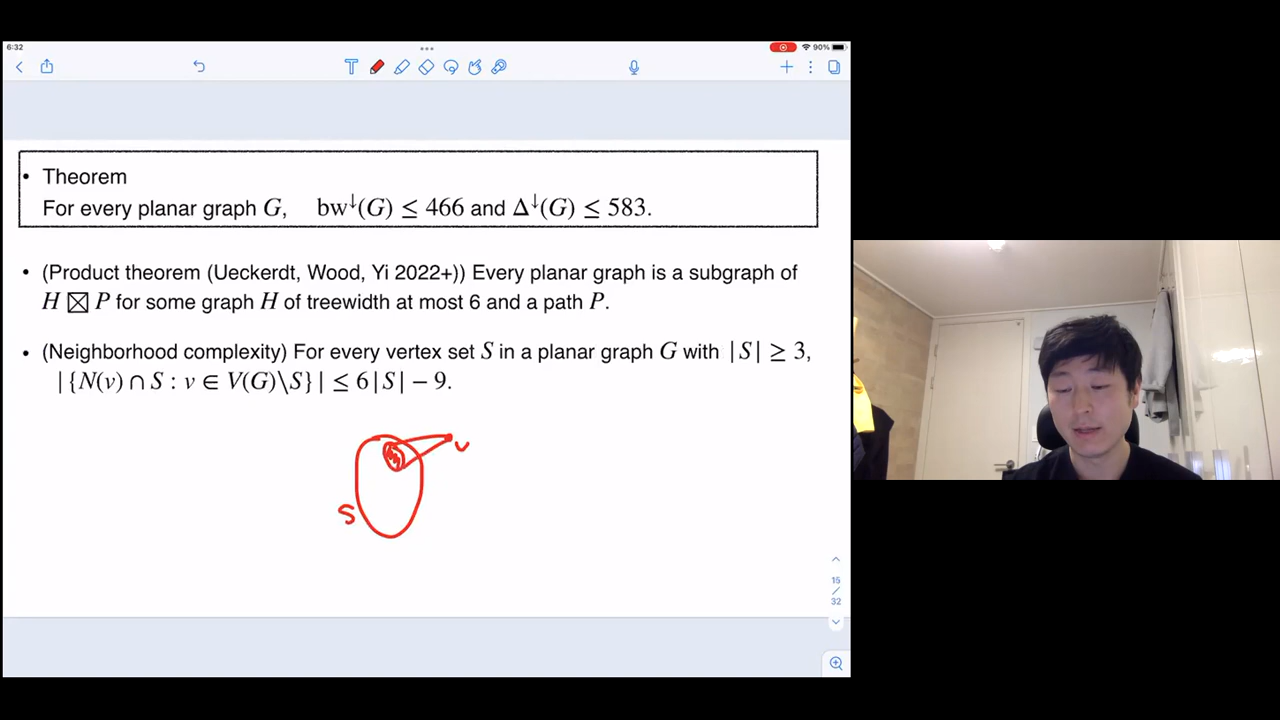 6:32
90%
• Theorem
For every planar graph G, bw↓(G) ≤ 466 and Δ↓(G) ≤ 583.
• (Product theorem (Ueckerdt, Wood, Yi 2022+)) Every planar graph is a subgraph of
H ⊠ P for some graph H of treewidth at most 6 and a path P.
• (Neighborhood complexity) For every vertex set S in a planar graph G with |S| ≥ 3,
|{N(v) ∩ S : v ∈ V(G)\S}| ≤ 6|S| − 9.
v
S
15
/
32